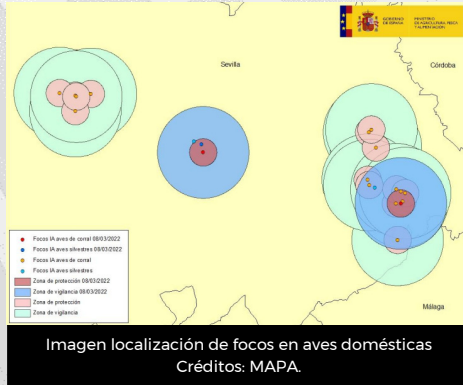 GOBIERNO
DE ESPAÑA
MINISTERIO
DE AGRICULTURA, PESCA
Y ALIMENTACIÓN
Sevilla
Córdoba
Focos IA aves de corral 08/03/2022
Focos IA aves silvestres 08/03/2022
Focos IA aves de corral
Focos IA aves silvestres
Zona de protección 08/03/2022
Zona de vigilancia 08/03/2022
Zona de protección
Zona de vigilancia
Málaga
Imagen localización de focos en aves domésticas
Créditos: MAPA.